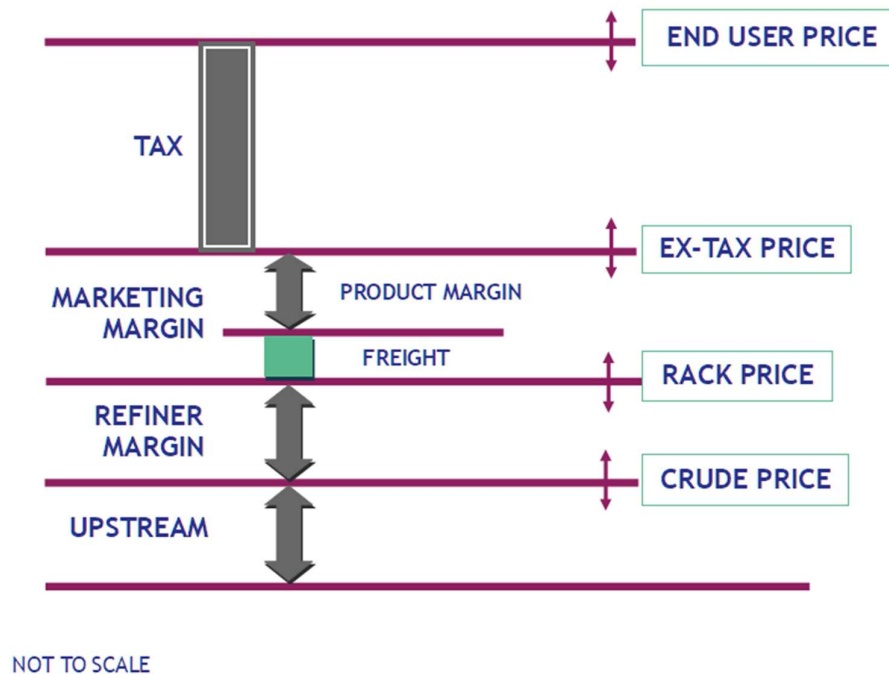 END USER PRICE
TAX
EX-TAX PRICE
MARKETING
MARGIN
PRODUCT MARGIN
FREIGHT
RACK PRICE
REFINER
MARGIN
CRUDE PRICE
UPSTREAM
NOT TO SCALE